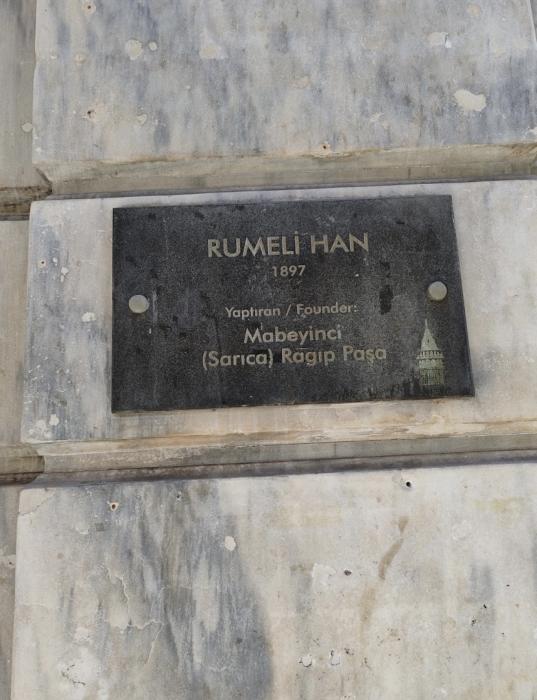 RUMELİ HAN
1897
Yaptıran / Founder:
Mabeyinci
(Sarıca) Ragıp Paşa